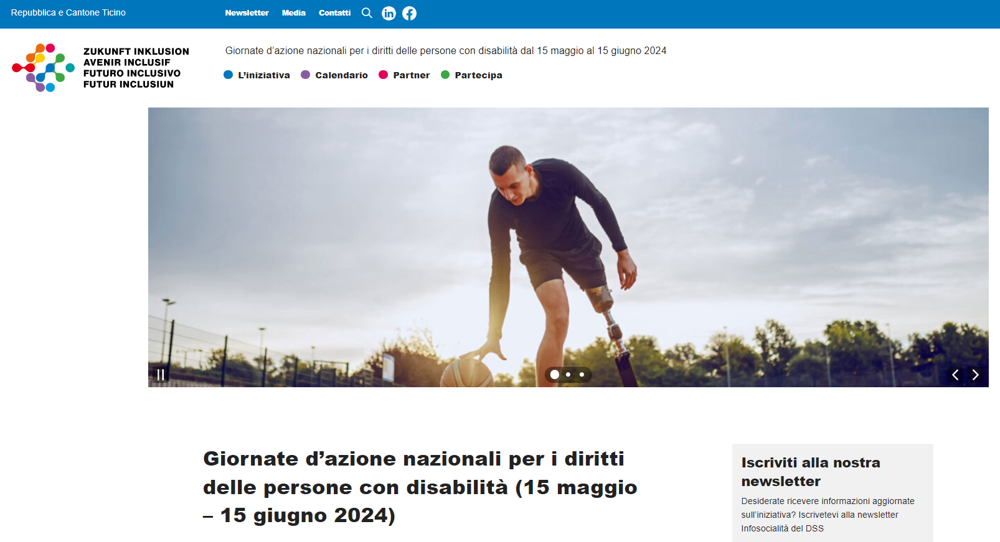 Repubblica e Cantone Ticino
Newsletter Media Contatti
ZUKUNFT INKLUSION
AVENIR INCLUSIF
FUTURO INCLUSIVO
FUTUR INCLUSIUN
Giornate d’azione nazionali per i diritti delle persone con disabilità dal 15 maggio al 15 giugno 2024
L’iniziativa Calendario Partner Partecipa
Giornate d’azione nazionali per i diritti
delle persone con disabilità (15 maggio
– 15 giugno 2024)
Iscriviti alla nostra
newsletter
Desiderate ricevere informazioni aggiornate
sull’iniziativa? Iscrivetevi alla newsletter
Infosocialità del DSS